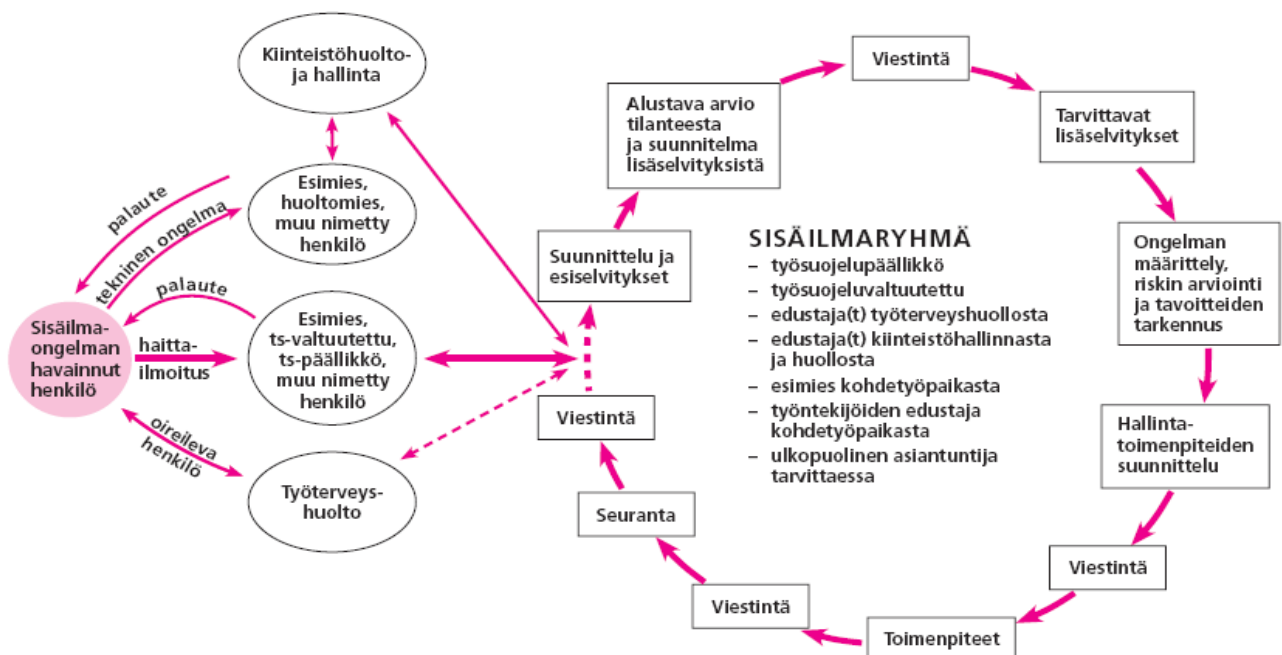 Kiinteistöhuolto-
ja hallinta
palaute
tekninen ongelma
Esimies,
huoltomies,
muu nimetty
henkilö
Sisäilma-
ongelman
havainnut
henkilö
palaute
haitta-
ilmoitus
Esimies,
ts-valtuutettu,
ts-päällikkö,
muu nimetty
henkilö
oireileva
henkilö
Työterveys-
huolto
Suunnittelu ja
esiselvitykset
Alustava arvio
tilanteesta
ja suunnitelma
lisäselvityksistä
Viestintä
Tarvittavat
lisäselvitykset
Ongelman
määrittely,
riskin arviointi
ja tavoitteiden
tarkennus
Hallinta-
toimenpiteiden
suunnittelu
Viestintä
Toimenpiteet
Viestintä
Seuranta
Viestintä
SISÄILMARYHMÄ
– työsuojelupäällikkö
– työsuojeluvaltuutettu
– edustaja(t) työterveyshuollosta
– edustaja(t) kiinteistöhallinnasta
ja huollosta
– esimies kohdetyöpaikasta
– työntekijöiden edustaja
kohdetyöpaikasta
– ulkopuolinen asiantuntija
tarvittaessa